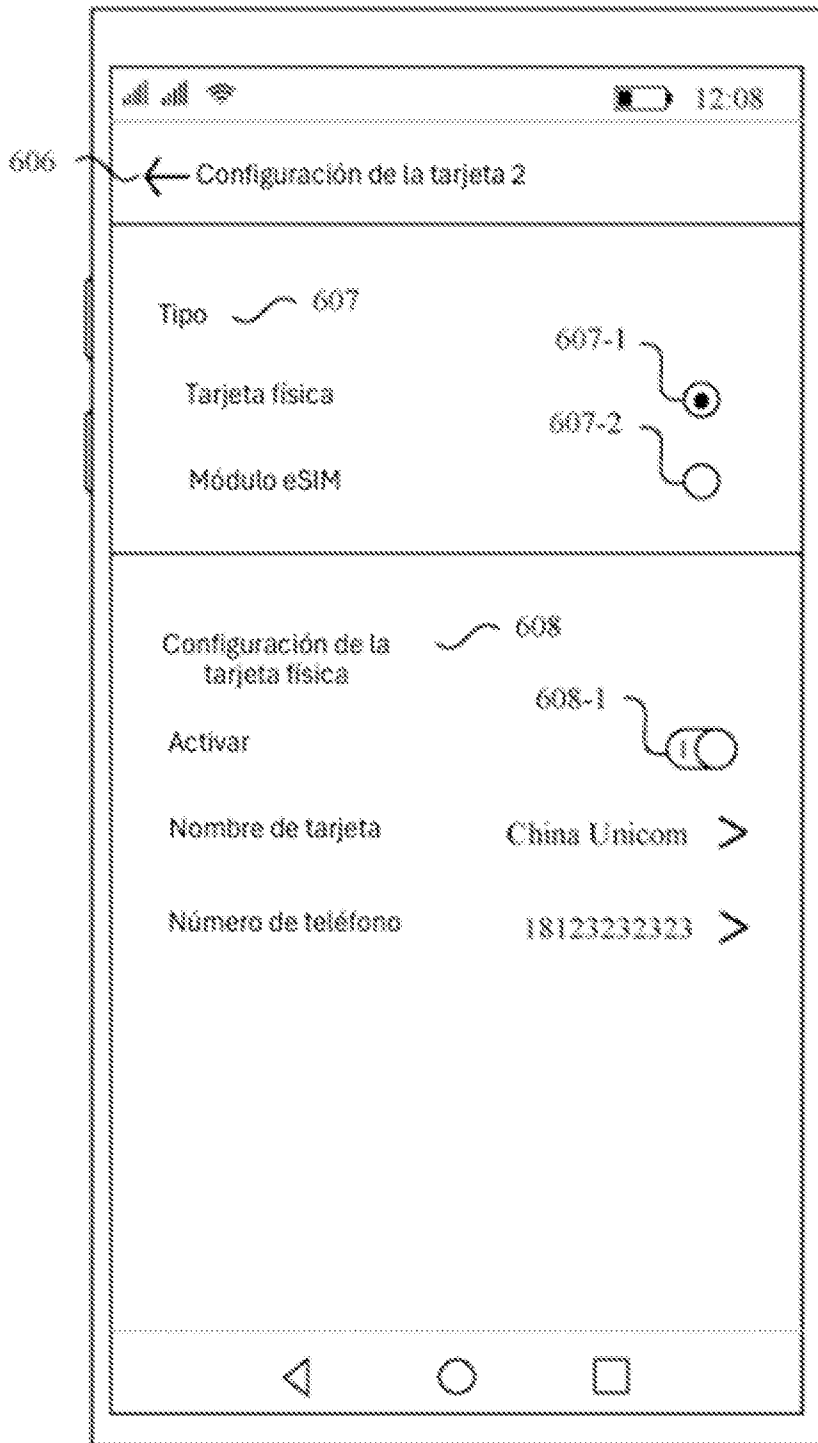 12:08
606
Configuración de la tarjeta 2
Tipo
607
607-1
Tarjeta física
607-2
Módulo eSIM
Configuración de la
tarjeta física
608
608-1
Activar
Nombre de tarjeta China Unicom >
Número de teléfono 18123232323 >